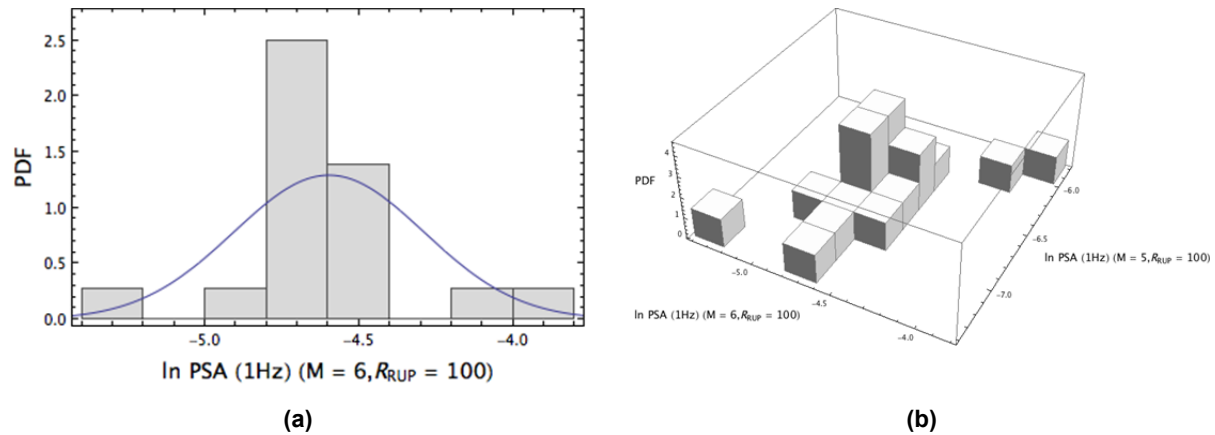 2.5
2.0
1.5
1.0
0.5
0.0
PDF
-5.0
-4.5
-4.0
ln PSA (1Hz) (M = 6, RRUP = 100)
(a)
4
3
2
1
0
PDF
-5.0
-4.5
-4.0
ln PSA (1Hz) (M = 6, RRUP = 100)
-6.0
-6.5
-7.0
ln PSA (1Hz) (M = 5, RRUP = 100)
(b)